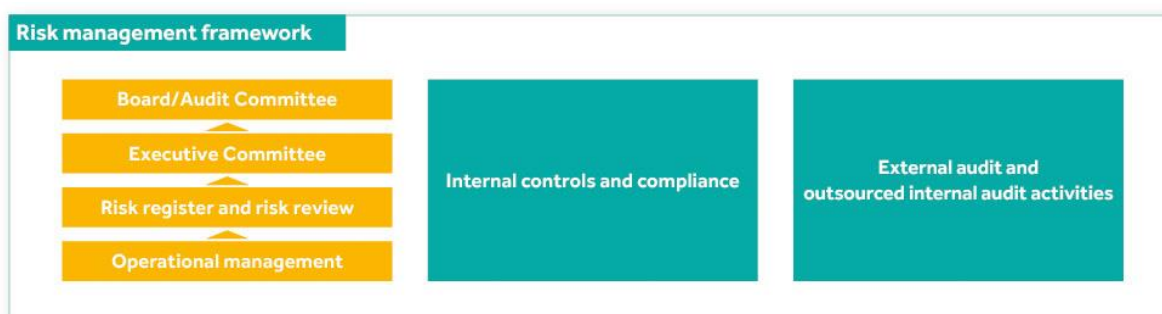 Risk management framework
Board/Audit Committee
Executive Committee
Risk register and risk review
Operational management
Internal controls and compliance
External audit and
outsourced internal audit activities